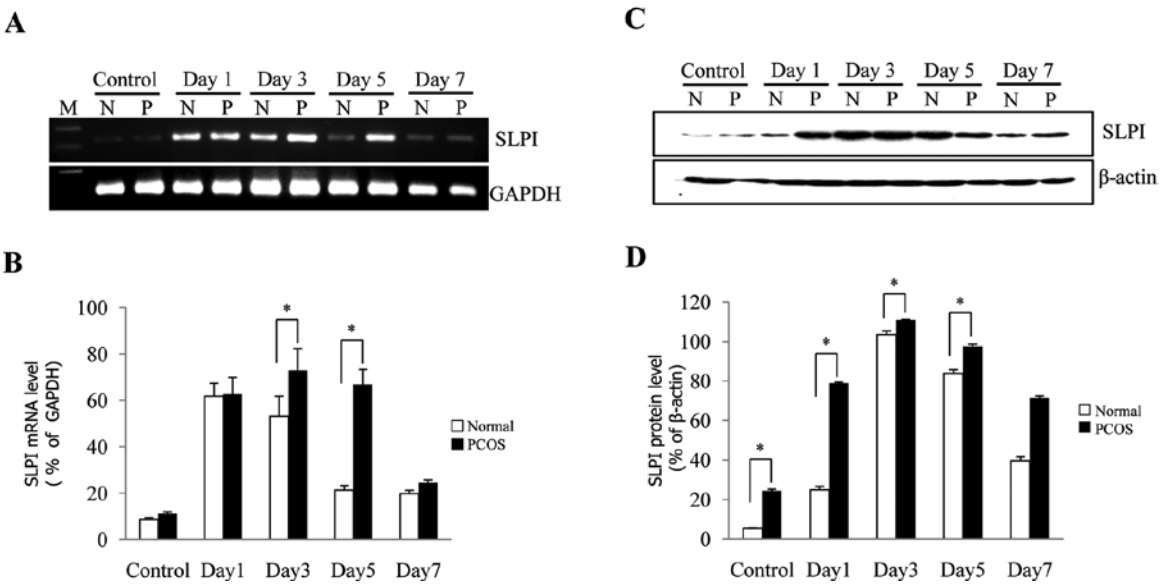 A
Control Day 1 Day 3 Day 5 Day 7
M N P N P N P N P N P
SLPI
GAPDH
B
SLPI mRNA level
( % of GAPDH)
100
80
60
40
20
0
* *
Normal
PCOS
Control Day1 Day3 Day5 Day7
C
Control Day 1 Day 3 Day 5 Day 7
N P N P N P N P N P
SLPI
β-actin
D
SLPI protein level
(% of β-actin)
120
100
80
60
40
20
0
* * * *
Normal
PCOS
Control Day1 Day3 Day5 Day7